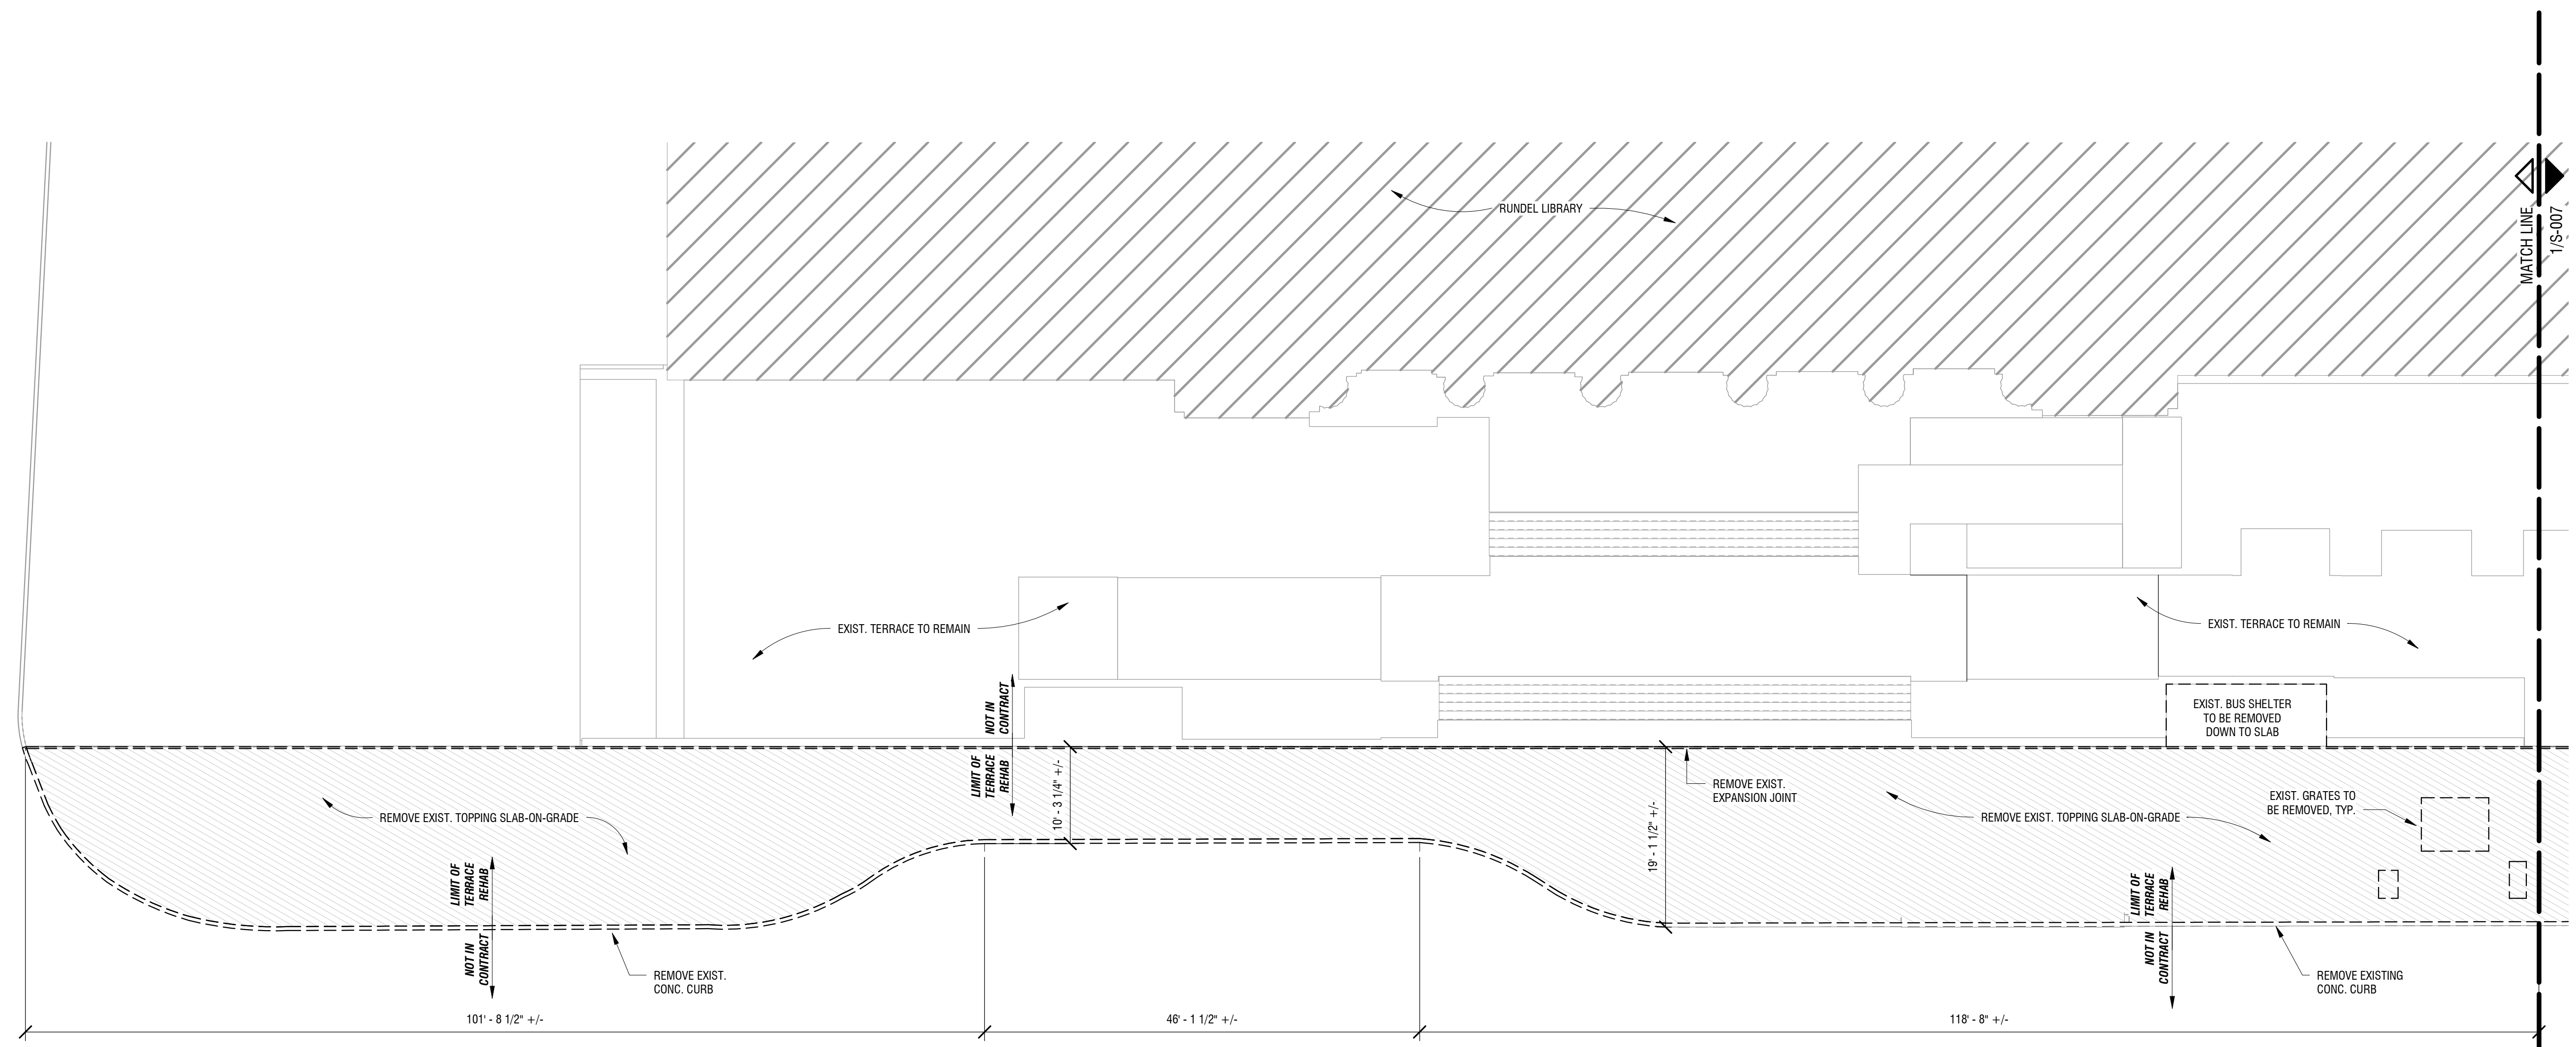 RUNDEL LIBRARY
MATCH LINE
1/S-007
EXIST. TERRACE TO REMAIN
EXIST. TERRACE TO REMAIN
NOT IN
CONTRACT
LIMIT OF
TERRACE
REHAB
10' - 3 1/4" +/-
EXIST. BUS SHELTER
TO BE REMOVED
DOWN TO SLAB
REMOVE EXIST.
EXPANSION JOINT
19' - 1 1/2" +/-
EXIST. GRATES TO
BE REMOVED, TYP.
REMOVE EXIST. TOPPING SLAB-ON-GRADE
REMOVE EXIST. TOPPING SLAB-ON-GRADE
LIMIT OF
TERRACE
REHAB
NOT IN
CONTRACT
LIMIT OF
TERRACE
REHAB
NOT IN
CONTRACT
REMOVE EXIST.
CONC. CURB
REMOVE EXISTING
CONC. CURB
101' - 8 1/2" +/-
46' - 1 1/2" +/-
118' - 8" +/-